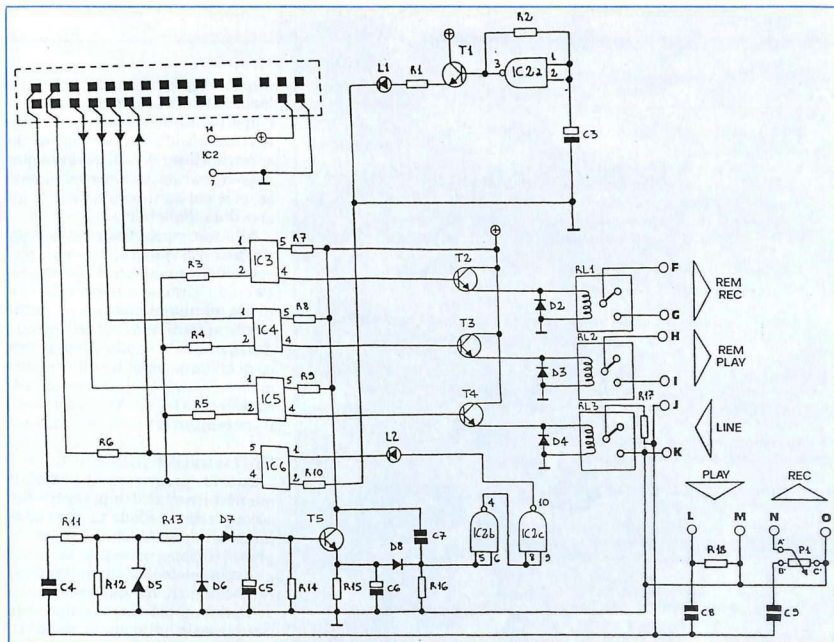 R2
T1
L1
R1
3
IC2a
1
2
C3
14
IC2
7
1
IC3
5
R7
R3
2
4
T2
RL1
F
REM
REC
D2
G
1
IC4
5
R8
R4
2
4
T3
RL2
H
REM
PLAY
D3
I
1
IC5
5
R9
R5
2
4
T4
RL3
R17
J
LINE
D4
K
R6
5
IC6
1
L2
4
2
R10
PLAY
REC
4
10
IC2b
IC2c
5
6
8
9
L
M
N
O
R11
R13
D7
T5
C7
D8
R18
P1
B'
C'
C4
R12
D5
D6
C5
R14
R15
C6
R16
C8
C9